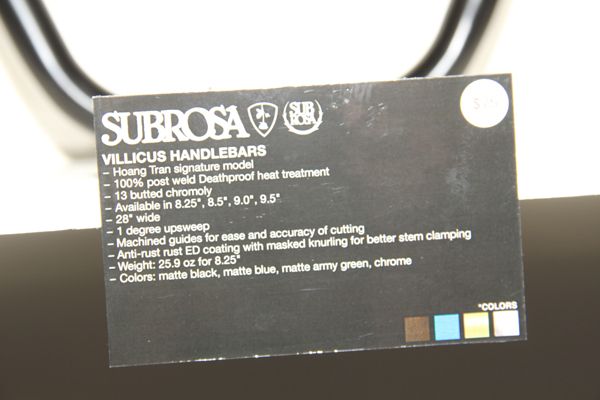 SUBROSA SUB ROSA
VILLICUS HANDLEBARS
- Hoang Tran signature model
- 100% post weld Deathproof heat treatment
- 13 butted chromoly
- Available in 8.25", 8.5", 9.0", 9.5"
- 28" wide
- 1 degree upsweep
- Machined guides for ease and accuracy of cutting
- Anti-rust rust ED coating with masked knurling for better stem clamping
- Weight: 25.9 oz for 8.25"
- Colors: matte black, matte blue, matte army green, chrome
*COLORS